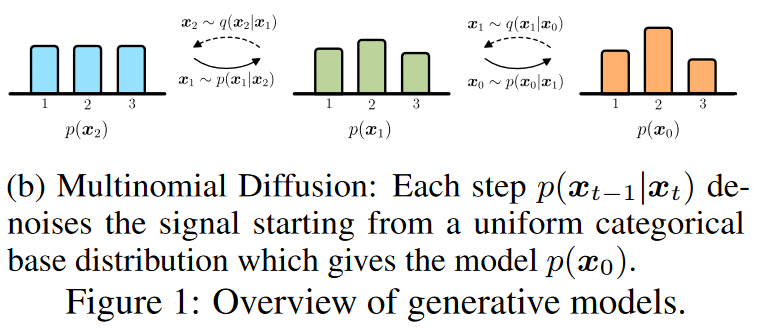 x₂ ~ q(x₂|x₁)
x₁ ~ p(x₁|x₂)
x₁ ~ q(x₁|x₀)
x₀ ~ p(x₀|x₁)
1 2 3
1 2 3
1 2 3
p(x₂)
p(x₁)
p(x₀)
(b) Multinomial Diffusion: Each step p(xₜ₋₁|xₜ) de-
noises the signal starting from a uniform categorical
base distribution which gives the model p(x₀).
Figure 1: Overview of generative models.